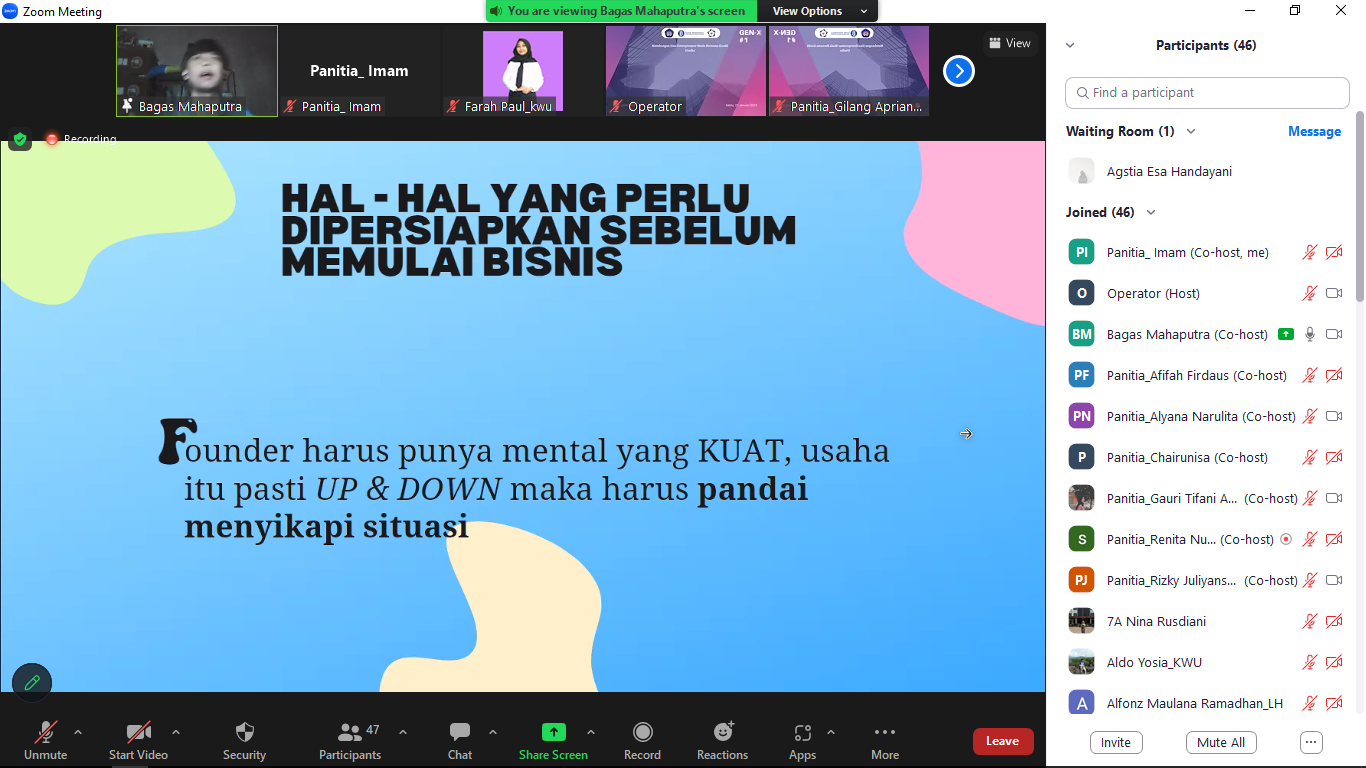 Zoom Meeting
You are viewing Bagas Mahaputra's screen
View Options
Bagas Mahaputra
Panitia_ Imam
Panitia_ Imam
Farah Paul_kwu
GEN-X
#1
Operator
GEN-X
#1
Panitia_Gilang Aprian...
View
Recording
HAL - HAL YANG PERLU
DIPERSIAPKAN SEBELUM
MEMULAI BISNIS
Founder harus punya mental yang KUAT, usaha
itu pasti UP & DOWN maka harus pandai
menyikapi situasi
Participants (46)
Find a participant
Waiting Room (1)
Message
Agstia Esa Handayani
Joined (46)
PI Panitia_ Imam (Co-host, me)
O Operator (Host)
BM Bagas Mahaputra (Co-host)
PF Panitia_Afifah Firdaus (Co-host)
PN Panitia_Alyana Narulita (Co-host)
P Panitia_Chairunisa (Co-host)
Panitia_Gauri Tifani A... (Co-host)
S Panitia_Renita Nu... (Co-host)
PJ Panitia_Rizky Juliyans... (Co-host)
7A Nina Rusdiani
Aldo Yosia_KWU
A Alfonz Maulana Ramadhan_LH
Invite
Mute All
...
Unmute
Start Video
Security
Participants
47
Chat
Share Screen
Record
Reactions
Apps
More
Leave